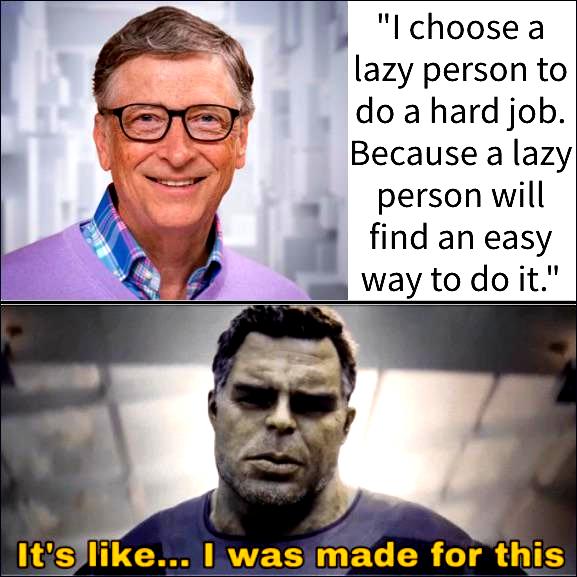 "I choose a
lazy person to
do a hard job.
Because a lazy
person will
find an easy
way to do it."
It's like... I was made for this